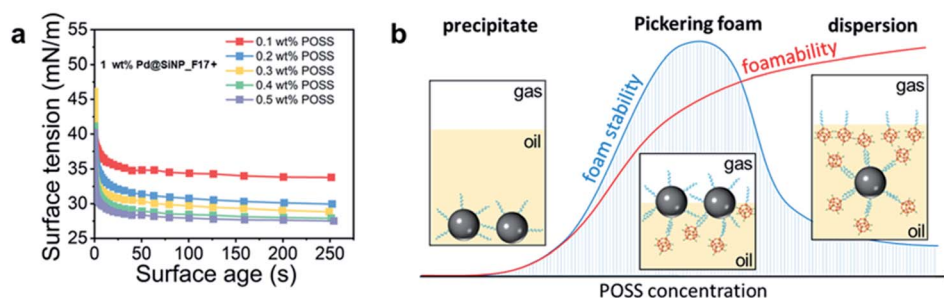 a
Surface tension (mN/m)
55
50
45
40
35
30
25
1 wt% Pd@SiNP_F17+
0.1 wt% POSS
0.2 wt% POSS
0.3 wt% POSS
0.4 wt% POSS
0.5 wt% POSS
0 50 100 150 200 250
Surface age (s)
b
precipitate Pickering foam dispersion
foamability
foam stability
gas
oil
gas
oil
gas
oil
POSS concentration